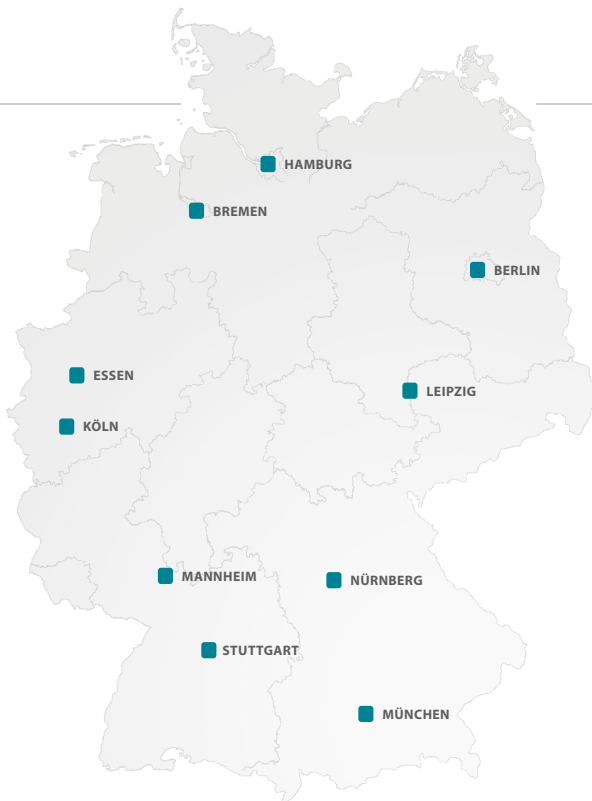 HAMBURG
BREMEN
BERLIN
ESSEN
LEIPZIG
KÖLN
MANNHEIM
NÜRNBERG
STUTTGART
MÜNCHEN